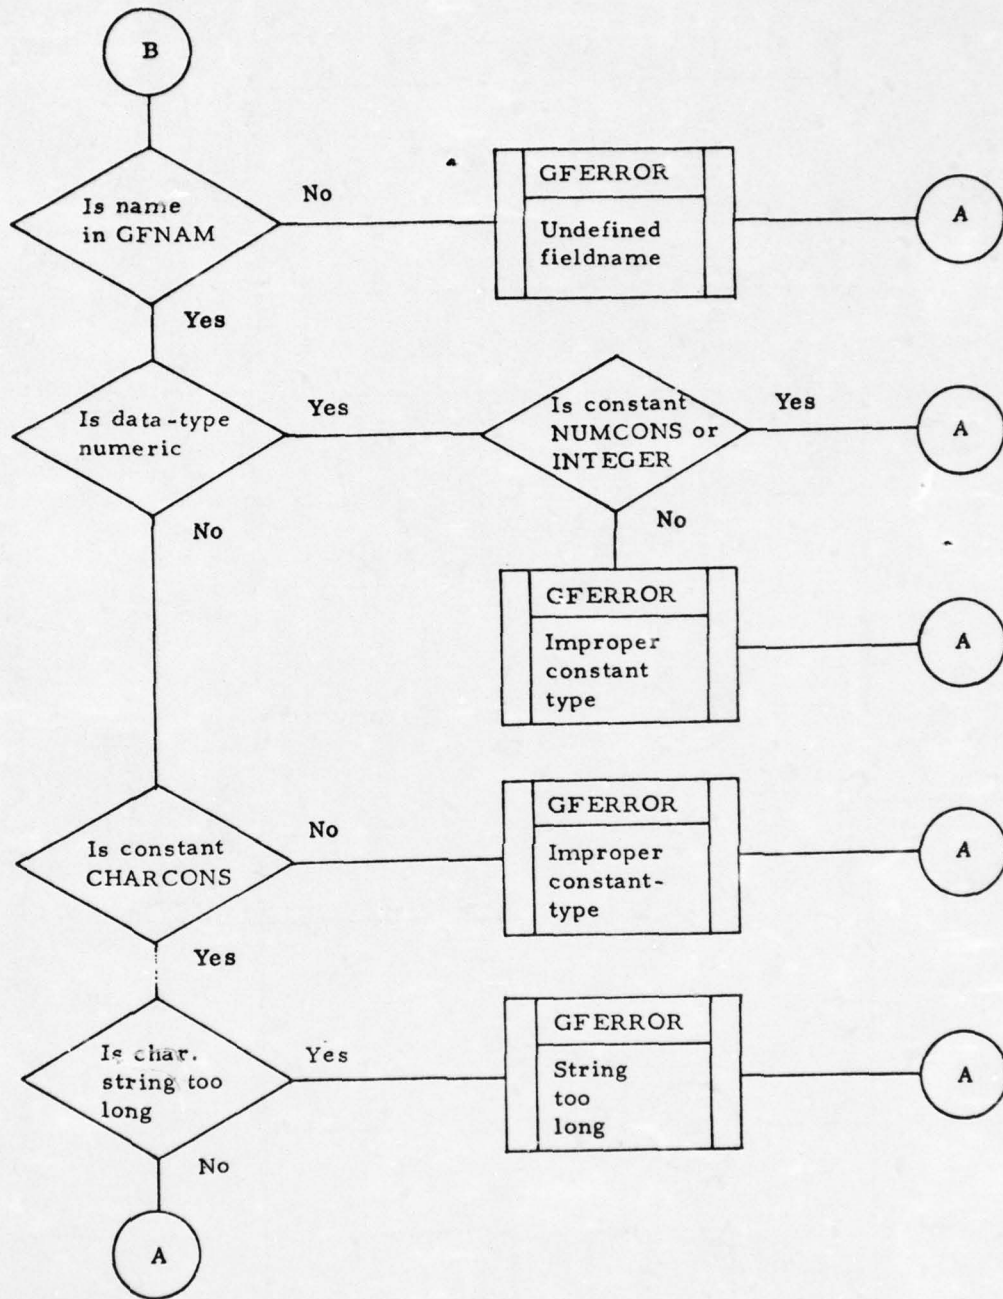 B
Is name
in GFNAM
No
GFERROR
Undefined
fieldname
A
Yes
Is data-type
numeric
Yes
Is constant
NUMCONS or
INTEGER
Yes
A
No
No
GFERROR
Improper
constant
type
A
Is constant
CHARCONS
No
GFERROR
Improper
constant-
type
A
Yes
Is char.
string too
long
Yes
GFERROR
String
too
long
A
No
A